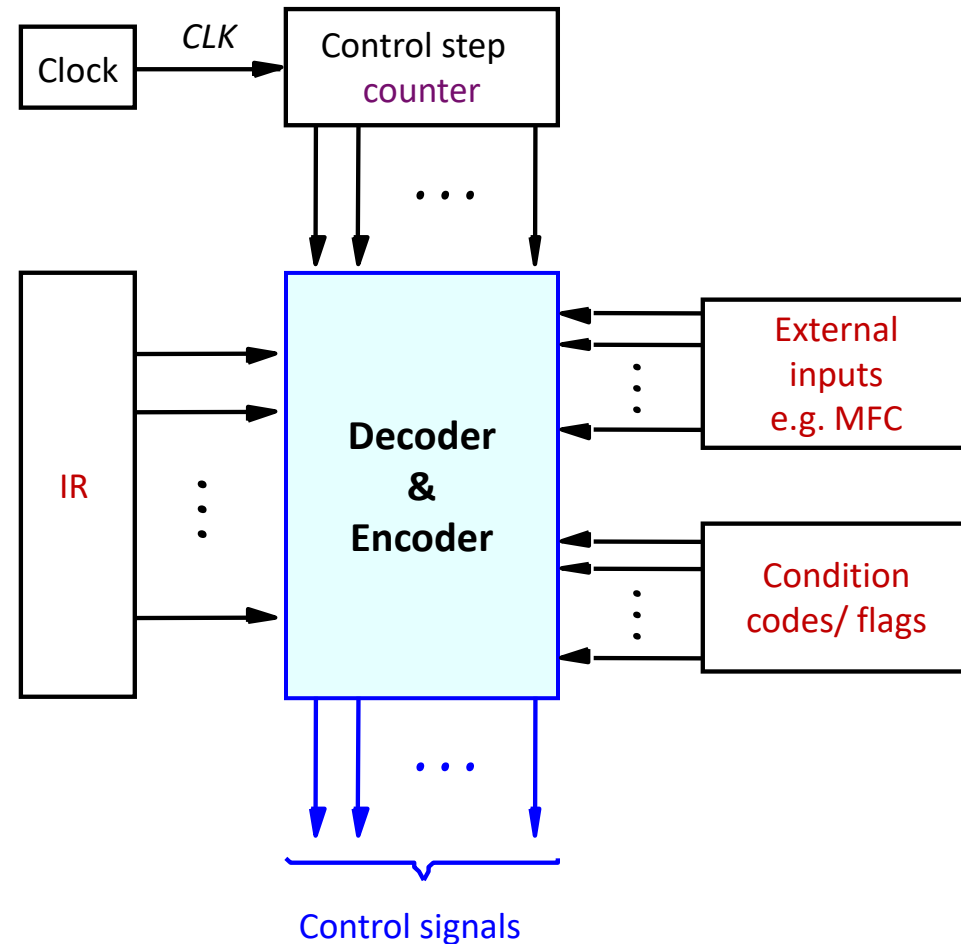 CLK
Clock
Control step
counter
. . .
IR
Decoder
&
Encoder
External
inputs
e.g. MFC
Condition
codes/ flags
. . .
Control signals